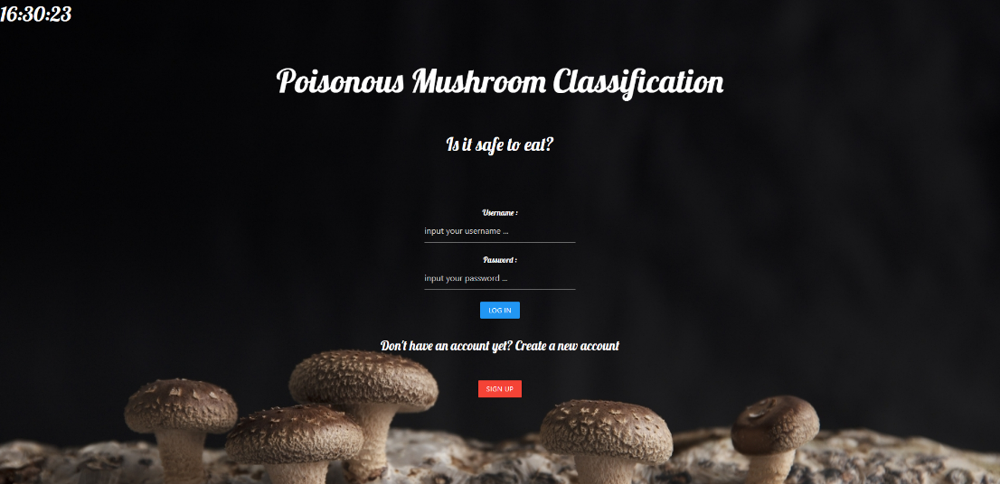 16:30:23
Poisonous Mushroom Classification
Is it safe to eat?
Username :
input your username ...
Password :
input your password ...
LOG IN
Don't have an account yet? Create a new account
SIGN UP